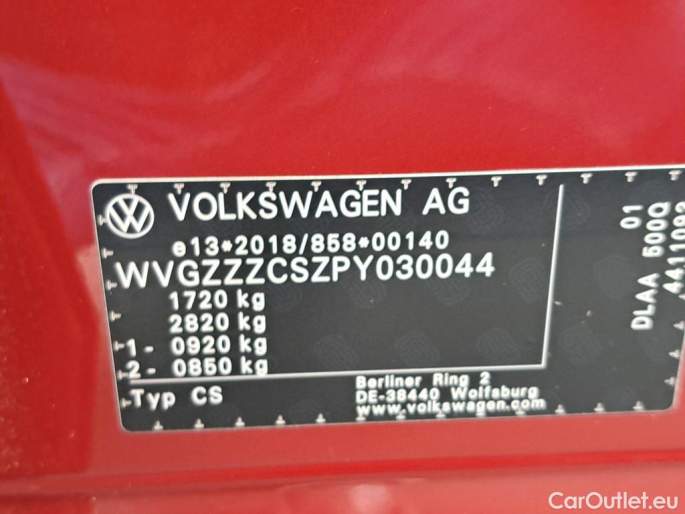 VOLKSWAGEN AG
e13*2018/858*00140
WVGZZZCSZPY030044
1720 kg
2820 kg
1- 0920 kg
2- 0850 kg
Typ CS
Berliner Ring 2
DE-38440 Wolfsburg
www.volkswagen.com
01
DLAA 500Q
4411092
CarOutlet.eu